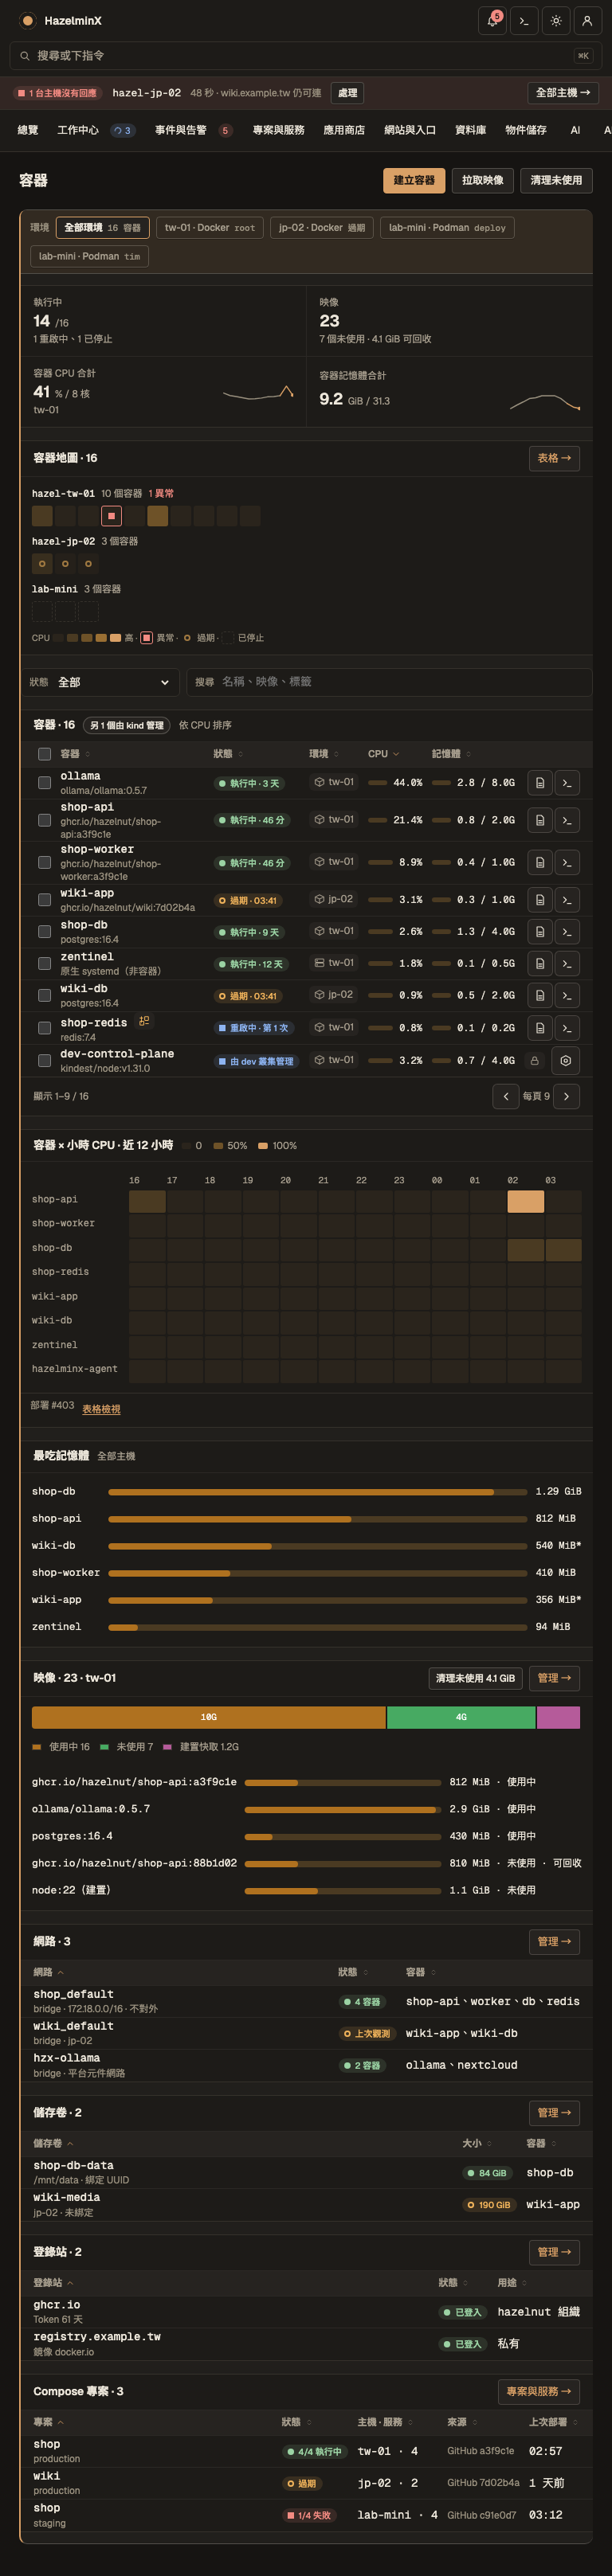 HazelminX
5
搜尋或下指令
⌘K
1 台主機沒有回應 hazel-jp-02 48 秒 · wiki.example.tw 仍可連 處理 全部主機 →
總覽 工作中心 3 事件與告警 5 專案與服務 應用商店 網站與入口 資料庫 物件儲存 AI
容器 建立容器 拉取映像 清理未使用
環境 全部環境 16 容器 tw-01 · Docker root jp-02 · Docker 過期 lab-mini · Podman deploy
lab-mini · Podman tim
執行中
14 /16
1 重啟中、1 已停止
映像
23
7 個未使用 · 4.1 GiB 可回收
容器 CPU 合計
41 % / 8 核
tw-01
容器記憶體合計
9.2 GiB / 31.3
容器地圖 · 16 表格 →
hazel-tw-01 10 個容器 1 異常
hazel-jp-02 3 個容器
lab-mini 3 個容器
CPU 高 · 異常 · 過期 · 已停止
狀態 全部 搜尋 名稱、映像、標籤
容器 · 16 另 1 個由 kind 管理 依 CPU 排序
容器 狀態 環境 CPU 記憶體
ollama
ollama/ollama:0.5.7
執行中 · 3 天 tw-01 44.0% 2.8 / 8.0G
shop-api
ghcr.io/hazelnut/shop-
api:a3f9c1e
執行中 · 46 分 tw-01 21.4% 0.8 / 2.0G
shop-worker
ghcr.io/hazelnut/shop-
worker:a3f9c1e
執行中 · 46 分 tw-01 8.9% 0.4 / 1.0G
wiki-app
ghcr.io/hazelnut/wiki:7d02b4a
過期 · 03:41 jp-02 3.1% 0.3 / 1.0G
shop-db
postgres:16.4
執行中 · 9 天 tw-01 2.6% 1.3 / 4.0G
zentinel
原生 systemd（非容器）
執行中 · 12 天 tw-01 1.8% 0.1 / 0.5G
wiki-db
postgres:16.4
過期 · 03:41 jp-02 0.9% 0.5 / 2.0G
shop-redis
redis:7.4
重啟中 · 第 1 次 tw-01 0.8% 0.1 / 0.2G
dev-control-plane
kindest/node:v1.31.0
由 dev 叢集管理 tw-01 3.2% 0.7 / 4.0G
顯示 1–9 / 16 每頁 9
容器 × 小時 CPU · 近 12 小時 0 50% 100%
16 17 18 19 20 21 22 23 00 01 02 03
shop-api
shop-worker
shop-db
shop-redis
wiki-app
wiki-db
zentinel
hazelminx-agent
部署 #403 表格檢視
最吃記憶體 全部主機
shop-db 1.29 GiB
shop-api 812 MiB
wiki-db 540 MiB*
shop-worker 410 MiB
wiki-app 356 MiB*
zentinel 94 MiB
映像 · 23 · tw-01 清理未使用 4.1 GiB 管理 →
10G 4G
使用中 16 未使用 7 建置快取 1.2G
ghcr.io/hazelnut/shop-api:a3f9c1e 812 MiB · 使用中
ollama/ollama:0.5.7 2.9 GiB · 使用中
postgres:16.4 430 MiB · 使用中
ghcr.io/hazelnut/shop-api:88b1d02 810 MiB · 未使用 · 可回收
node:22（建置） 1.1 GiB · 未使用
網路 · 3 管理 →
網路 狀態 容器
shop_default
bridge · 172.18.0.0/16 · 不對外
4 容器 shop-api、worker、db、redis
wiki_default
bridge · jp-02
上次觀測 wiki-app、wiki-db
hzx-ollama
bridge · 平台元件網路
2 容器 ollama、nextcloud
儲存卷 · 2 管理 →
儲存卷 大小 容器
shop-db-data
/mnt/data · 綁定 UUID
84 GiB shop-db
wiki-media
jp-02 · 未綁定
190 GiB wiki-app
登錄站 · 2 管理 →
登錄站 狀態 用途
ghcr.io
Token 61 天
已登入 hazelnut 組織
registry.example.tw
鏡像 docker.io
已登入 私有
Compose 專案 · 3 專案與服務 →
專案 狀態 主機 · 服務 來源 上次部署
shop
production
4/4 執行中 tw-01 · 4 GitHub a3f9c1e 02:57
wiki
production
過期 jp-02 · 2 GitHub 7d02b4a 1 天前
shop
staging
1/4 失敗 lab-mini · 4 GitHub c91e0d7 03:12